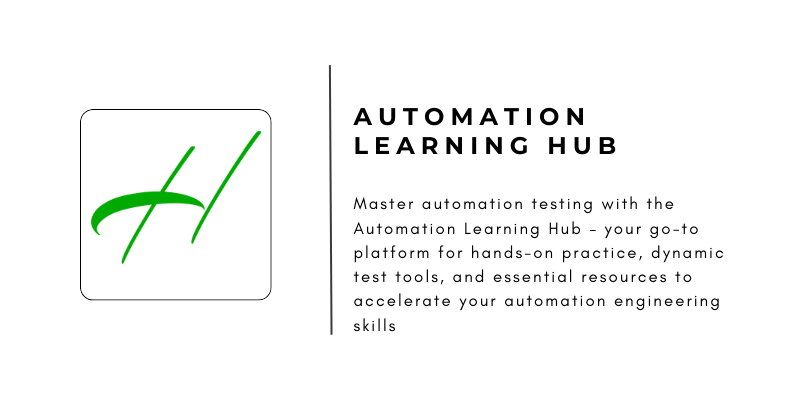 H
AUTOMATION
LEARNING HUB
Master automation testing with the
Automation Learning Hub - your go-to
platform for hands-on practice, dynamic
test tools, and essential resources to
accelerate your automation engineering
skills